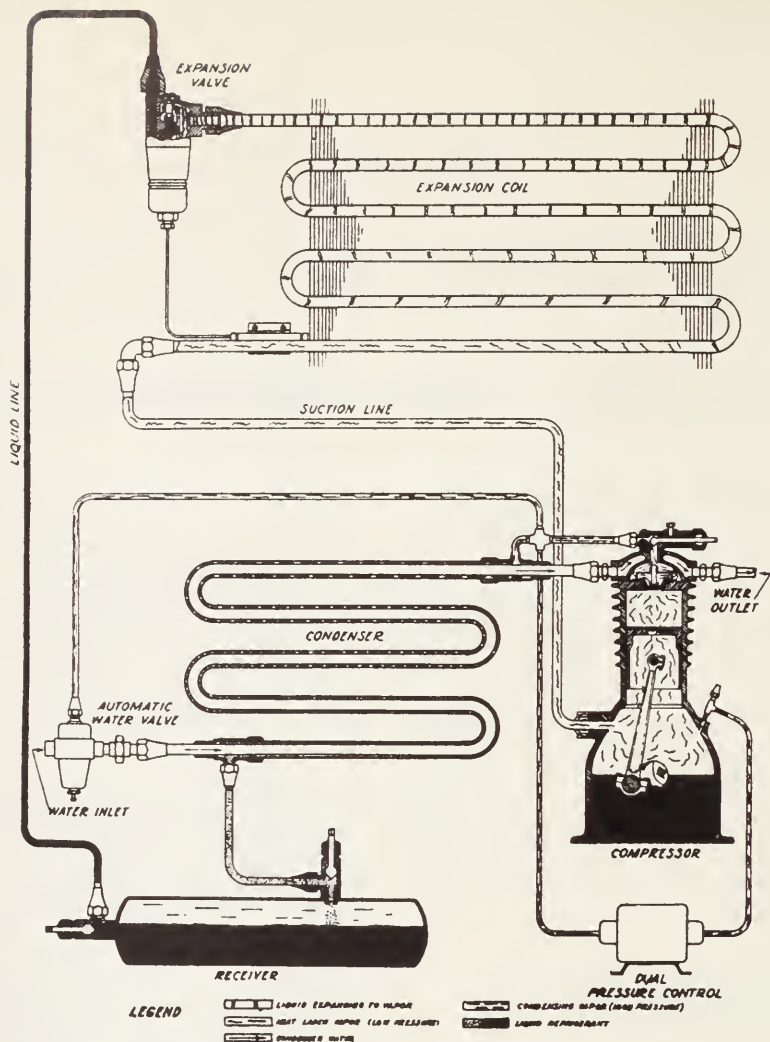 EXPANSION
VALVE
EXPANSION COIL
SUCTION LINE
LIQUID LINE
WATER
OUTLET
CONDENSER
AUTOMATIC
WATER VALVE
WATER INLET
COMPRESSOR
RECEIVER
DUAL
PRESSURE CONTROL
LEGEND
LIQUID EXPANDING TO VAPOR
HEAT LADEN VAPOR (LOW PRESSURE)
CONDENSER WATER
CONDENSING VAPOR (HIGH PRESSURE)
LIQUID REFRIGERANT